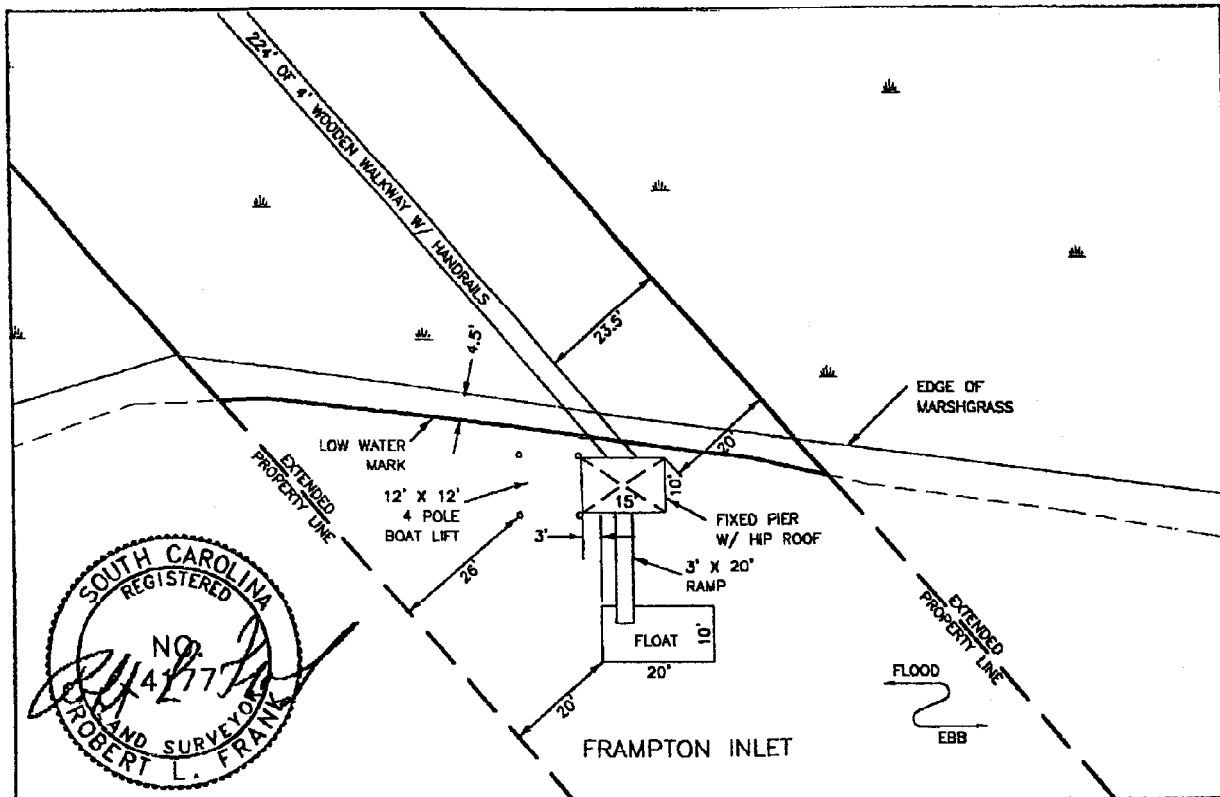 224' OF 4' WOODEN WALKWAY W/ HANDRAILS
23.5'
4.5'
EDGE OF
MARSHGRASS
LOW WATER
MARK
20'
10'
15'
12' X 12'
4 POLE
BOAT LIFT
FIXED PIER
W/ HIP ROOF
3'
3' X 20'
RAMP
EXTENDED
PROPERTY LINE
26'
FLOAT
10'
20'
20'
EXTENDED
PROPERTY LINE
FLOOD
EBB
FRAMPTON INLET
SOUTH CAROLINA
REGISTERED
NO.
4177
LAND SURVEYOR
ROBERT L. FRANK